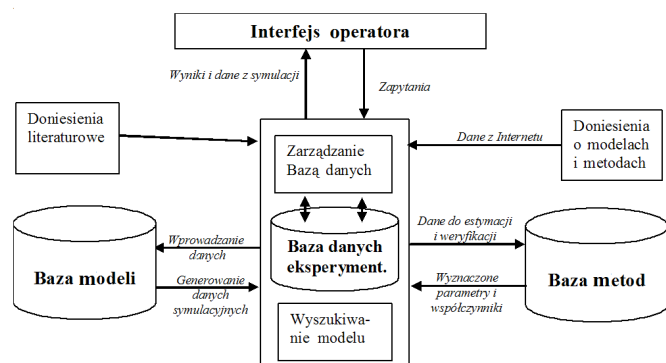 Interfejs operatora
Wyniki i dane z symulacji
Zapytania
Doniesienia
literaturowe
Zarządzanie
Bazą danych
Dane z Internetu
Doniesienia
o modelach
i metodach
Baza modeli
Wprowadzanie
danych
Generowanie
danych
symulacyjnych
Baza danych
eksperyment.
Dane do estymacji
i weryfikacji
Wyznaczone
parametry i
współczynniki
Baza metod
Wyszukiwa-
nie modelu